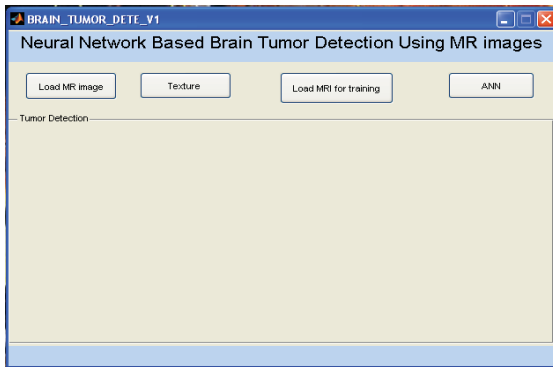 BRAIN_TUMOR_DETE_V1
Neural Network Based Brain Tumor Detection Using MR images
Load MR image Texture Load MRI for training ANN
Tumor Detection